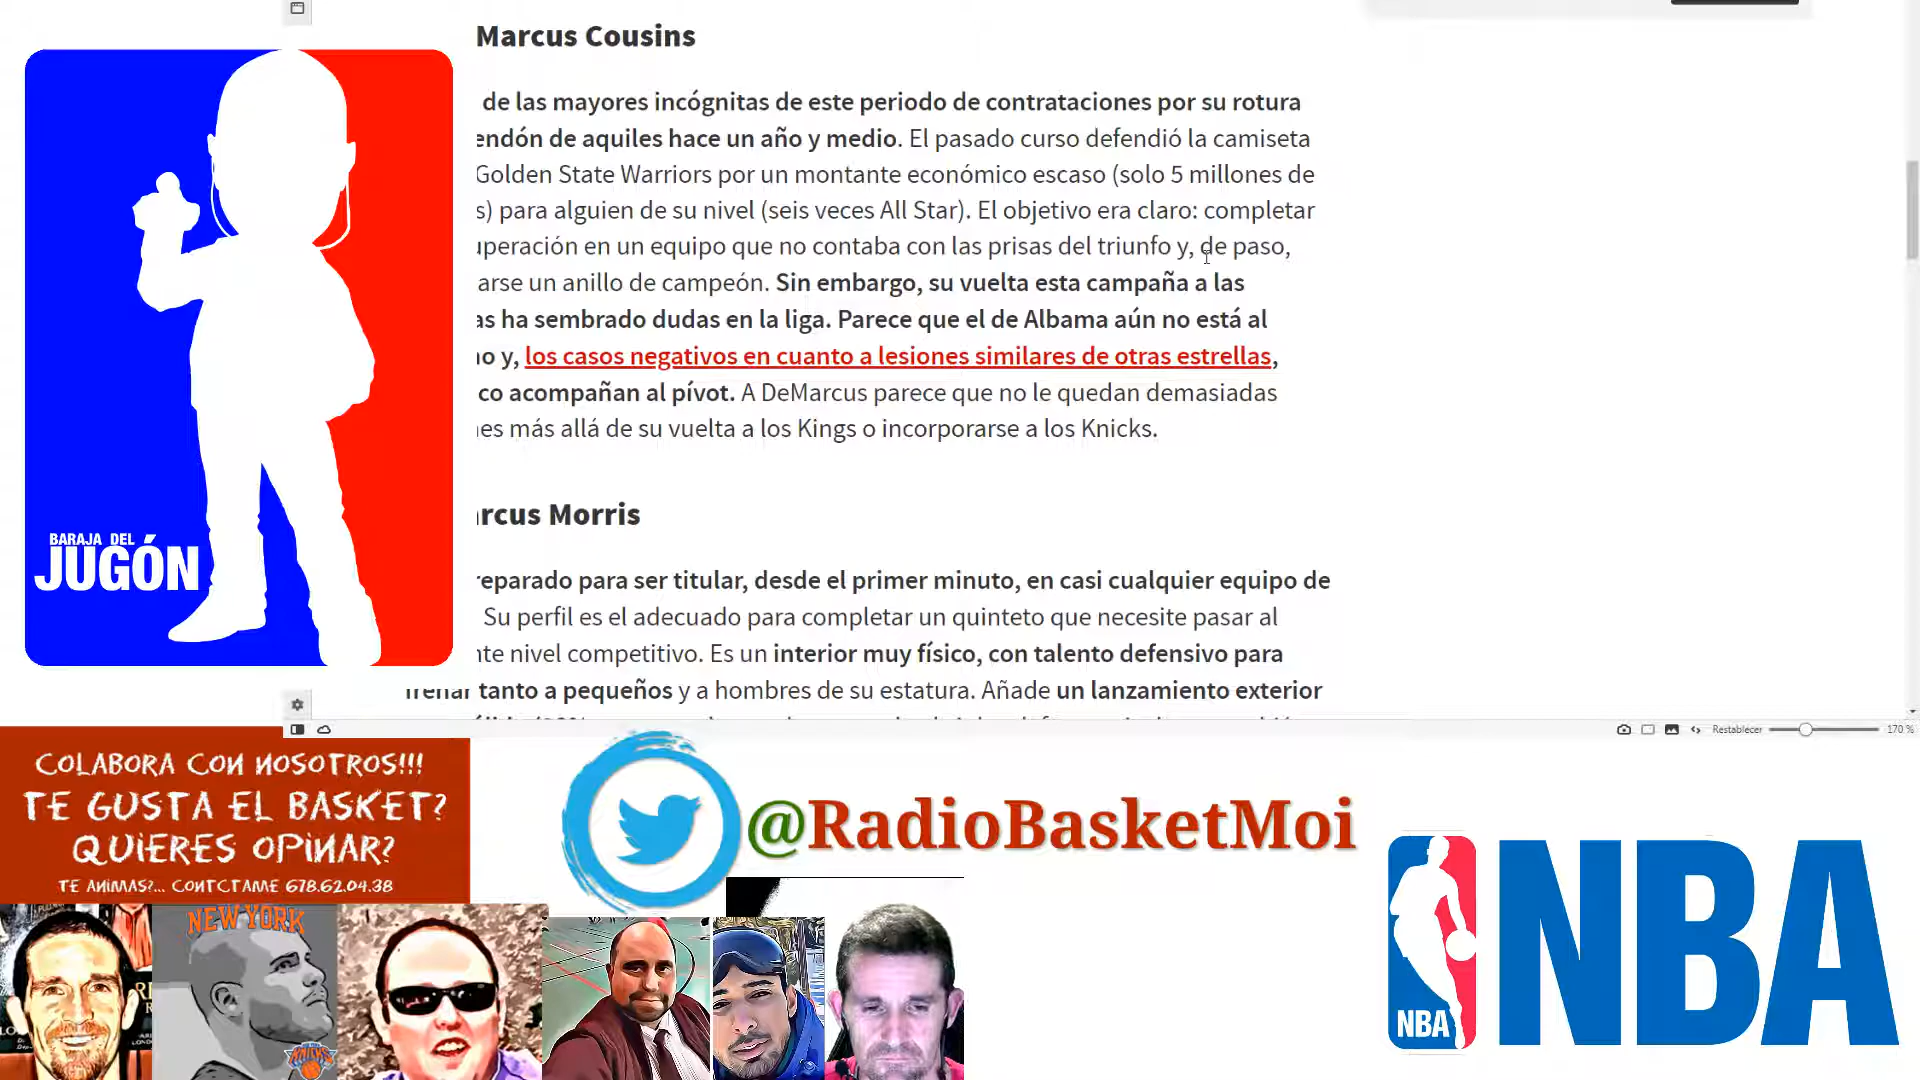 Marcus Cousins
de las mayores incógnitas de este periodo de contrataciones por su rotura
endón de aquiles hace un año y medio. El pasado curso defendió la camiseta
Golden State Warriors por un montante económico escaso (solo 5 millones de
s) para alguien de su nivel (seis veces All Star). El objetivo era claro: completar
uperación en un equipo que no contaba con las prisas del triunfo y, de paso,
arse un anillo de campeón. Sin embargo, su vuelta esta campaña a las
as ha sembrado dudas en la liga. Parece que el de Albama aún no está al
no y, los casos negativos en cuanto a lesiones similares de otras estrellas,
co acompañan al pívot. A DeMarcus parece que no le quedan demasiadas
nes más allá de su vuelta a los Kings o incorporarse a los Knicks.
arcus Morris
reparado para ser titular, desde el primer minuto, en casi cualquier equipo de
Su perfil es el adecuado para completar un quinteto que necesite pasar al
nte nivel competitivo. Es un interior muy físico, con talento defensivo para
frenar tanto a pequeños y a hombres de su estatura. Añade un lanzamiento exterior
BARAJA DEL
JUGÓN
Restablecer
170 %
COLABORA CON NOSOTROS!!!
TE GUSTA EL BASKET?
QUIERES OPINAR?
TE ANIMAS?... CONTCTAME 678.62.04.38
@RadioBasketMoi
NEW YORK
KNICKS
NBA
NBA